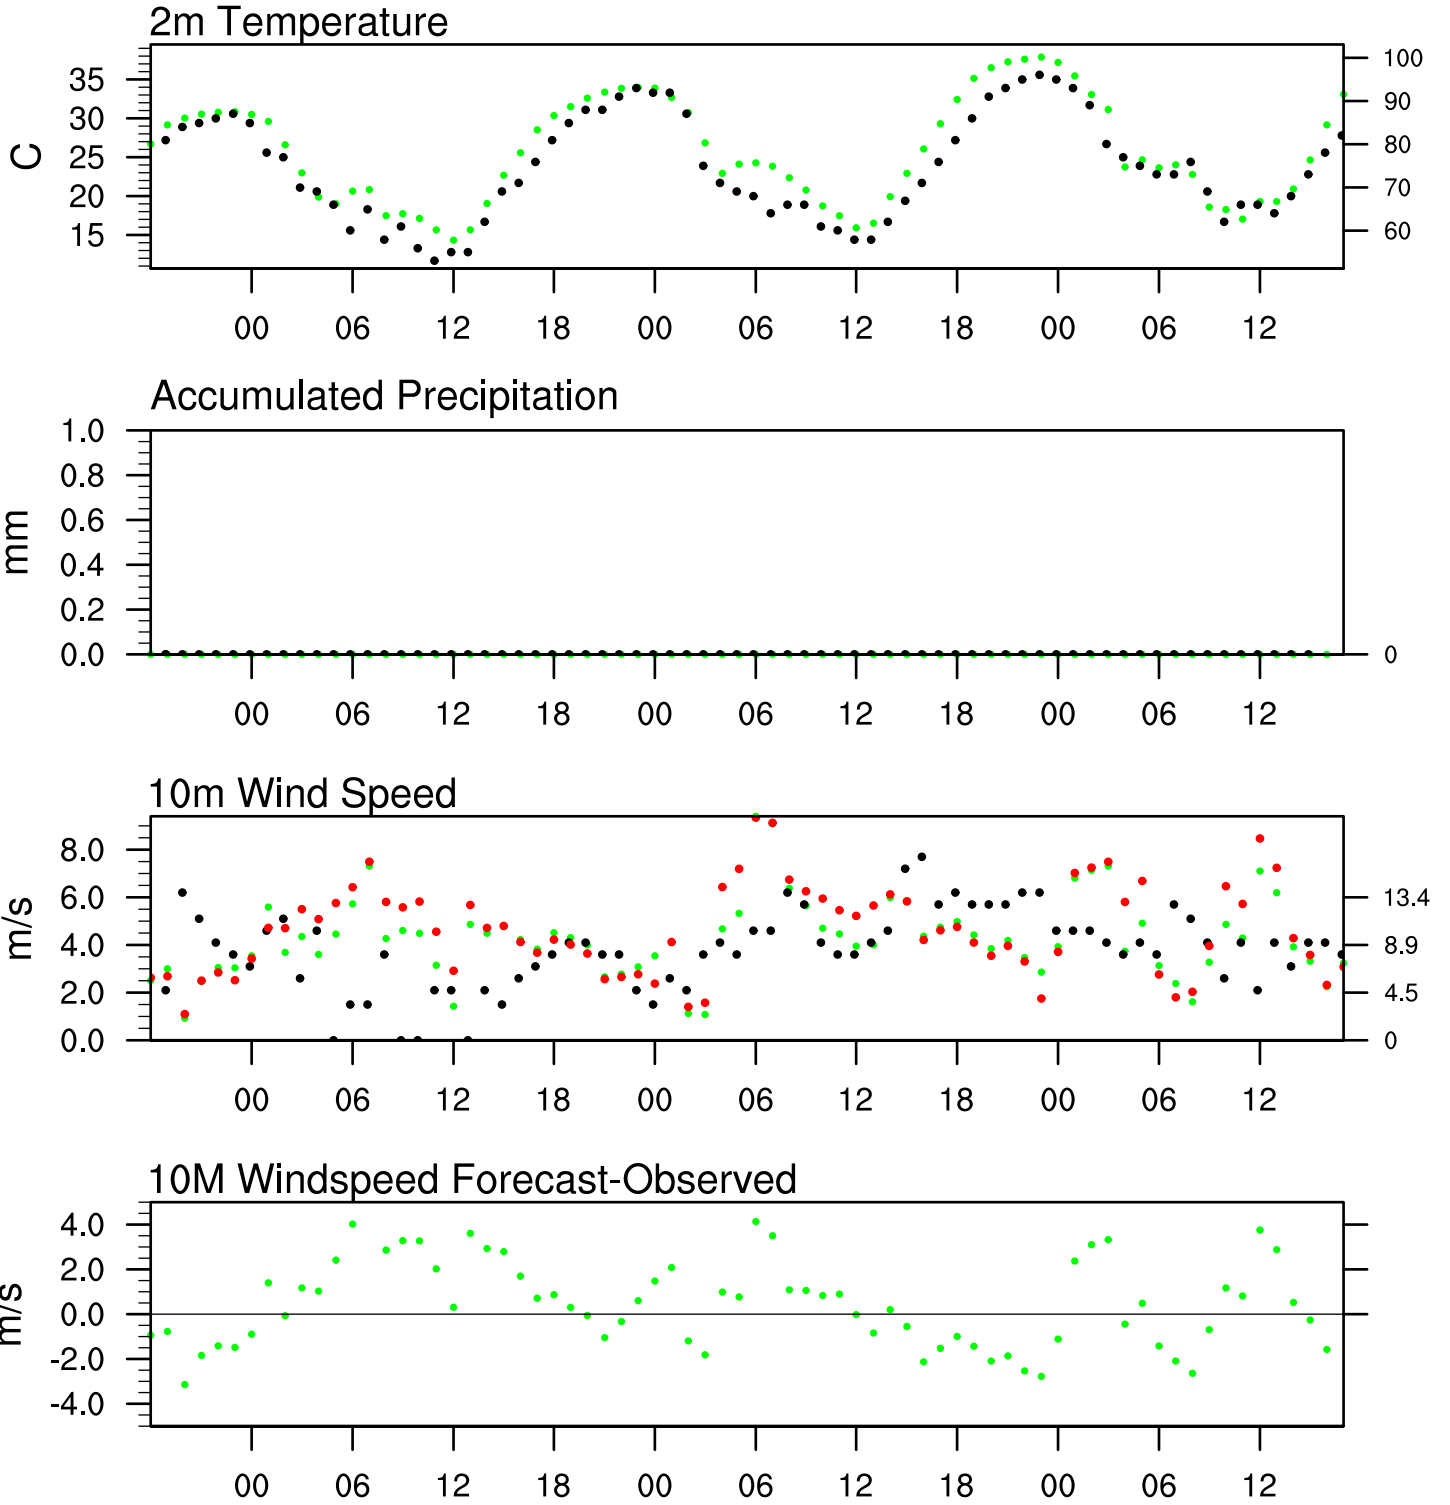 2m Temperature
C
35
30
25
20
15
100
90
80
70
60
00 06 12 18 00 06 12 18 00 06 12
Accumulated Precipitation
mm
1.0
0.8
0.6
0.4
0.2
0.0
0
00 06 12 18 00 06 12 18 00 06 12
10m Wind Speed
m/s
8.0
6.0
4.0
2.0
0.0
13.4
8.9
4.5
0
00 06 12 18 00 06 12 18 00 06 12
10M Windspeed Forecast-Observed
m/s
4.0
2.0
0.0
-2.0
-4.0
00 06 12 18 00 06 12 18 00 06 12